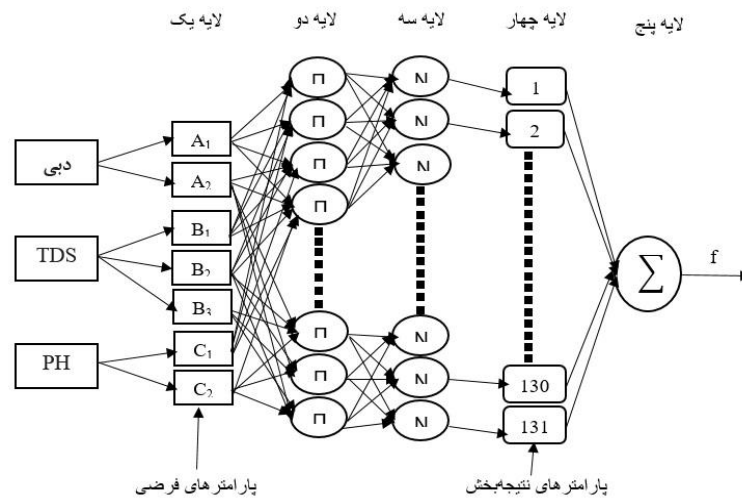 لایه یک
لایه دو
لایه سه
لایه چهار
لایه پنج
دبی
TDS
PH
A₁
A₂
B₁
B₂
B₃
C₁
C₂
Π
Π
Π
Π
Π
Π
Π
N
N
N
N
N
N
1
2
130
131
∑
f
پارامترهای فرضی
پارامترهای نتیجه‌بخش